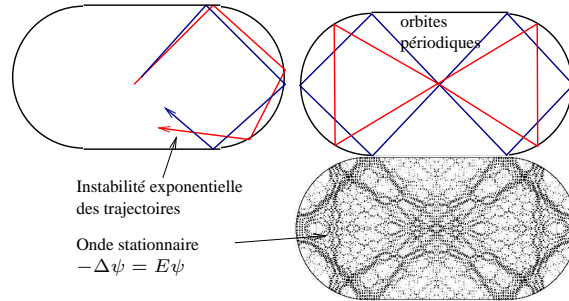 orbites
périodiques
Instabilité exponentielle
des trajectoires
Onde stationnaire
−Δψ = Eψ